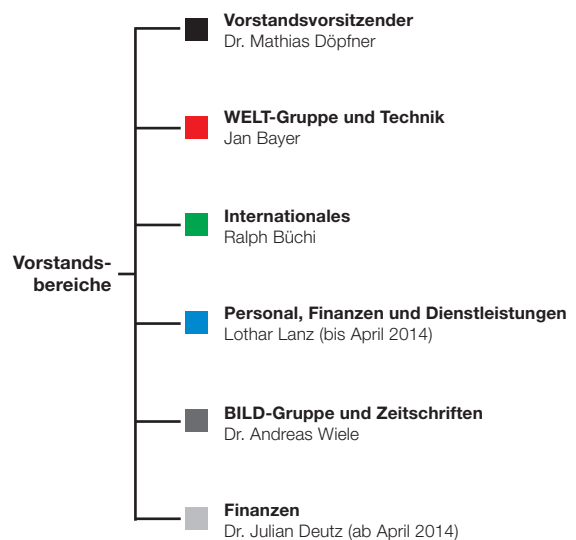 Vorstandsvorsitzender
Dr. Mathias Döpfner
WELT-Gruppe und Technik
Jan Bayer
Internationales
Ralph Büchi
Vorstands-
bereiche
Personal, Finanzen und Dienstleistungen
Lothar Lanz (bis April 2014)
BILD-Gruppe und Zeitschriften
Dr. Andreas Wiele
Finanzen
Dr. Julian Deutz (ab April 2014)